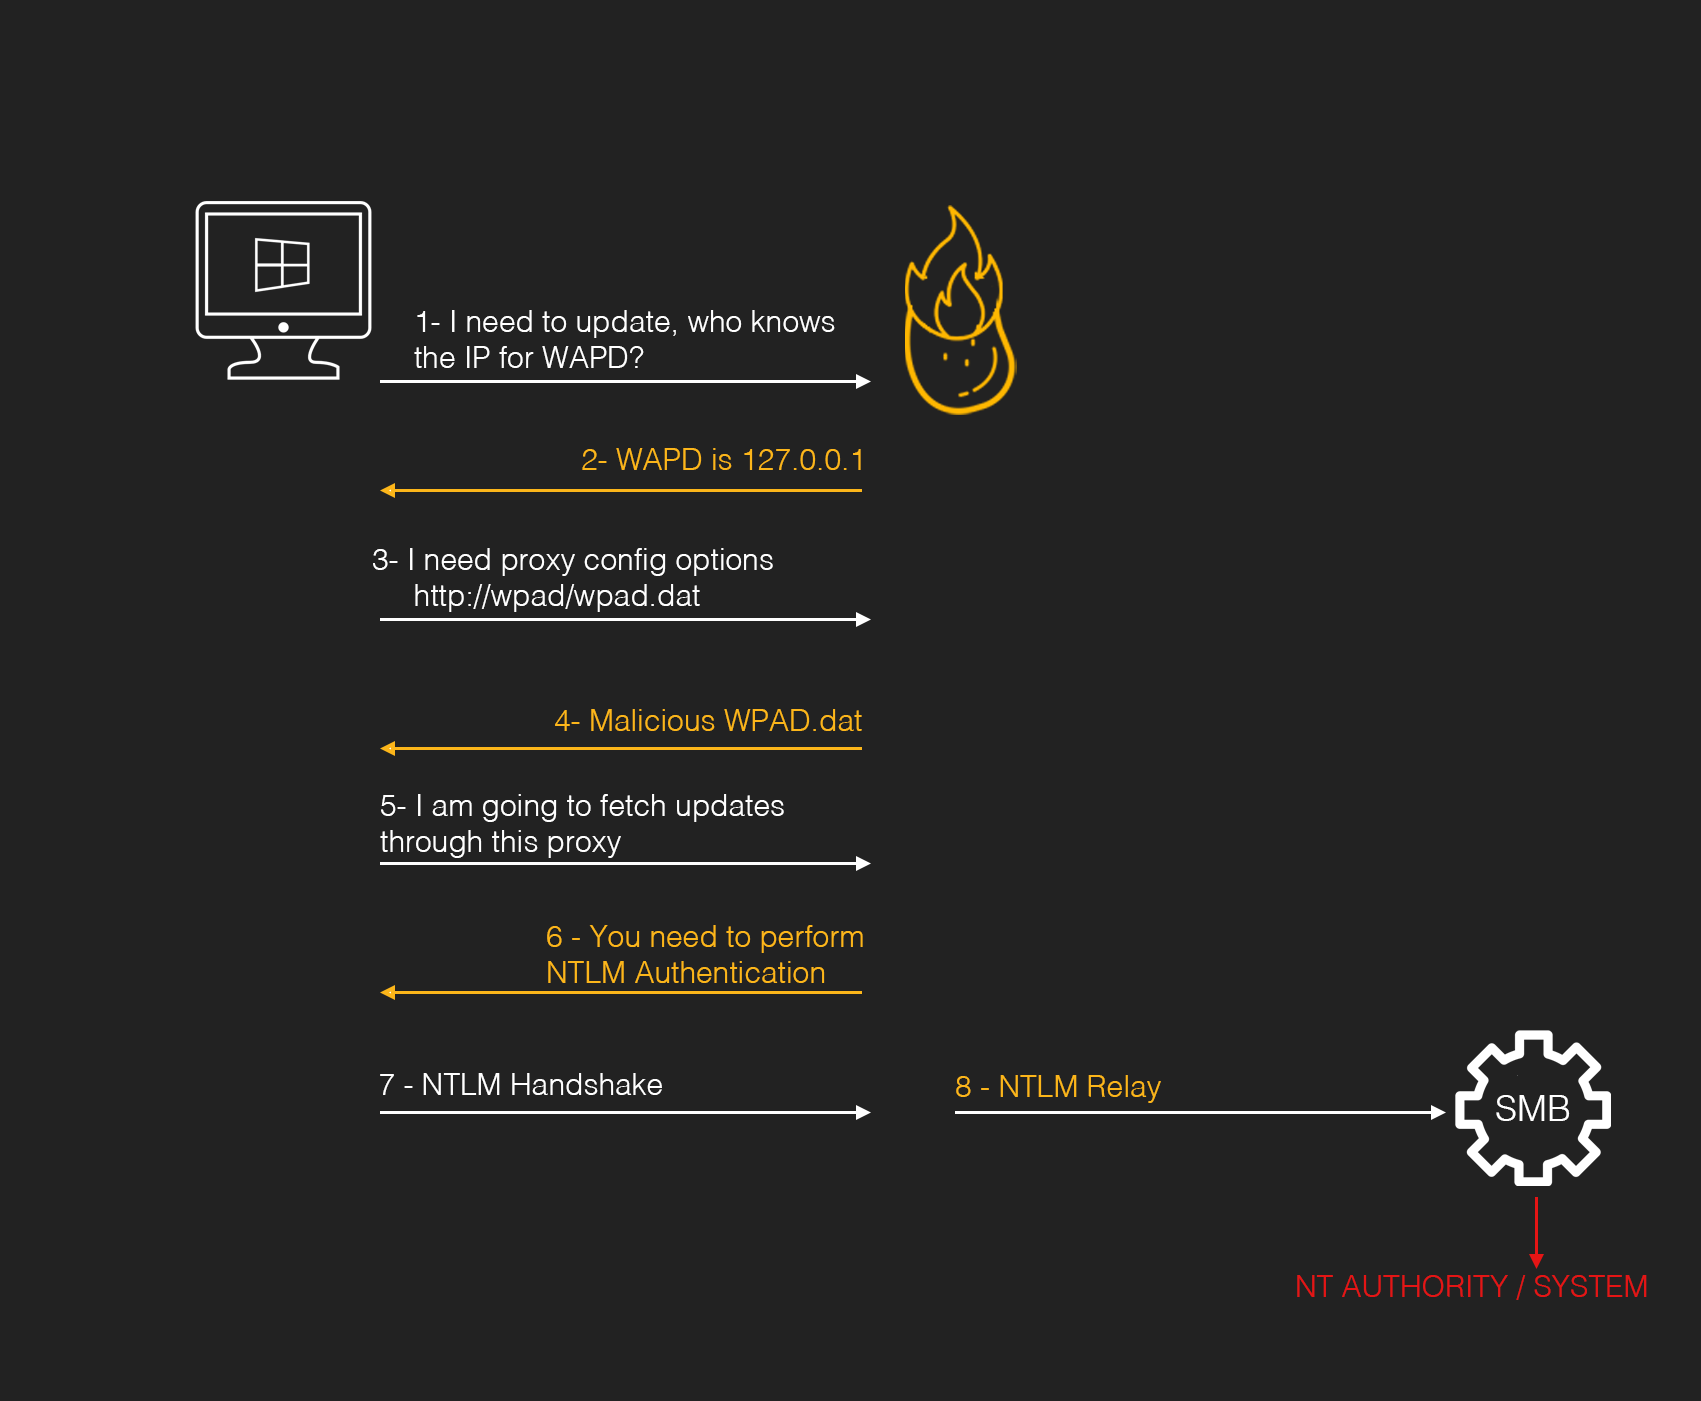 1- I need to update, who knows
the IP for WAPD?
2- WAPD is 127.0.0.1
3- I need proxy config options
http://wpad/wpad.dat
4- Malicious WPAD.dat
5- I am going to fetch updates
through this proxy
6 - You need to perform
NTLM Authentication
7 - NTLM Handshake
8 - NTLM Relay
SMB
NT AUTHORITY / SYSTEM